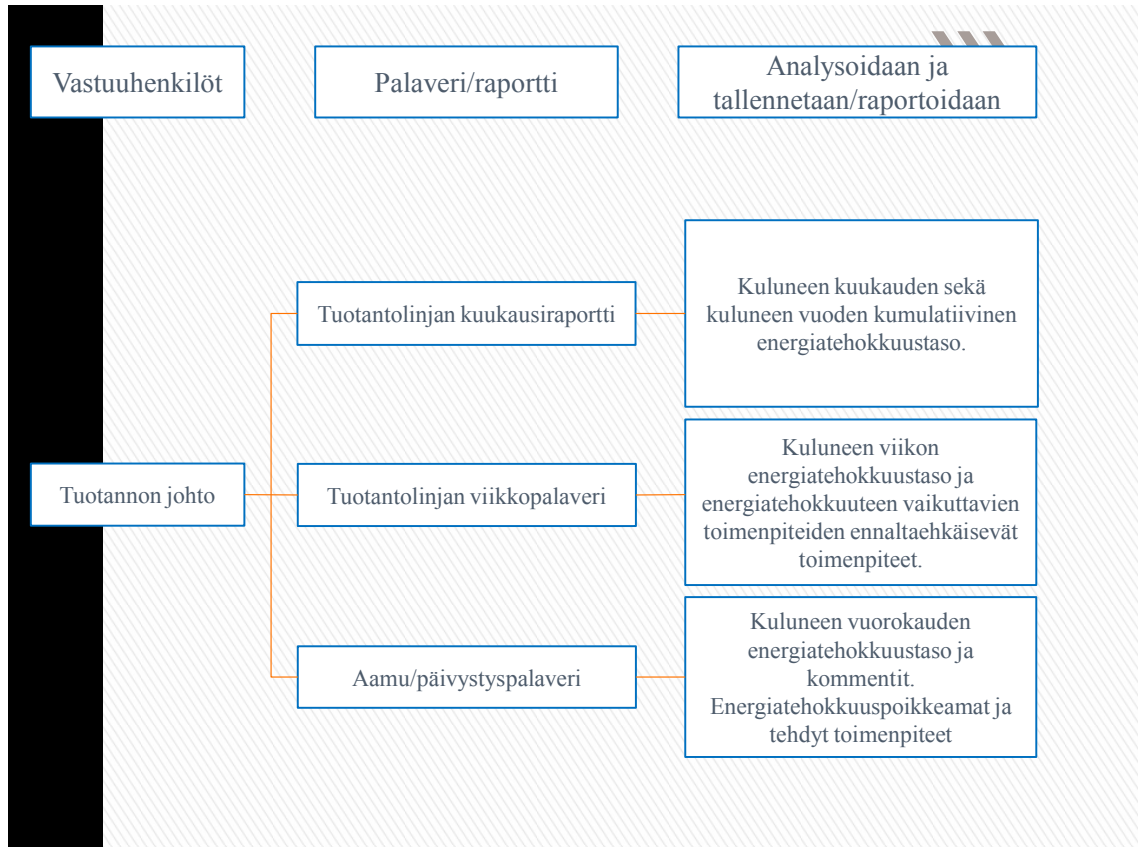 Vastuuhenkilöt
Palaveri/raportti
Analysoidaan ja
tallennetaan/raportoidaan
Tuotannon johto
Tuotantolinjan kuukausiraportti
Kuluneen kuukauden sekä
kuluneen vuoden kumulatiivinen
energiatehokkuustaso.
Tuotantolinjan viikkopalaveri
Kuluneen viikon
energiatehokkuustaso ja
energiatehokkuuteen vaikuttavien
toimenpiteiden ennaltaehkäisevät
toimenpiteet.
Aamu/päivystyspalaveri
Kuluneen vuorokauden
energiatehokkuustaso ja
kommentit.
Energiatehokkuuspoikkeamat ja
tehdyt toimenpiteet